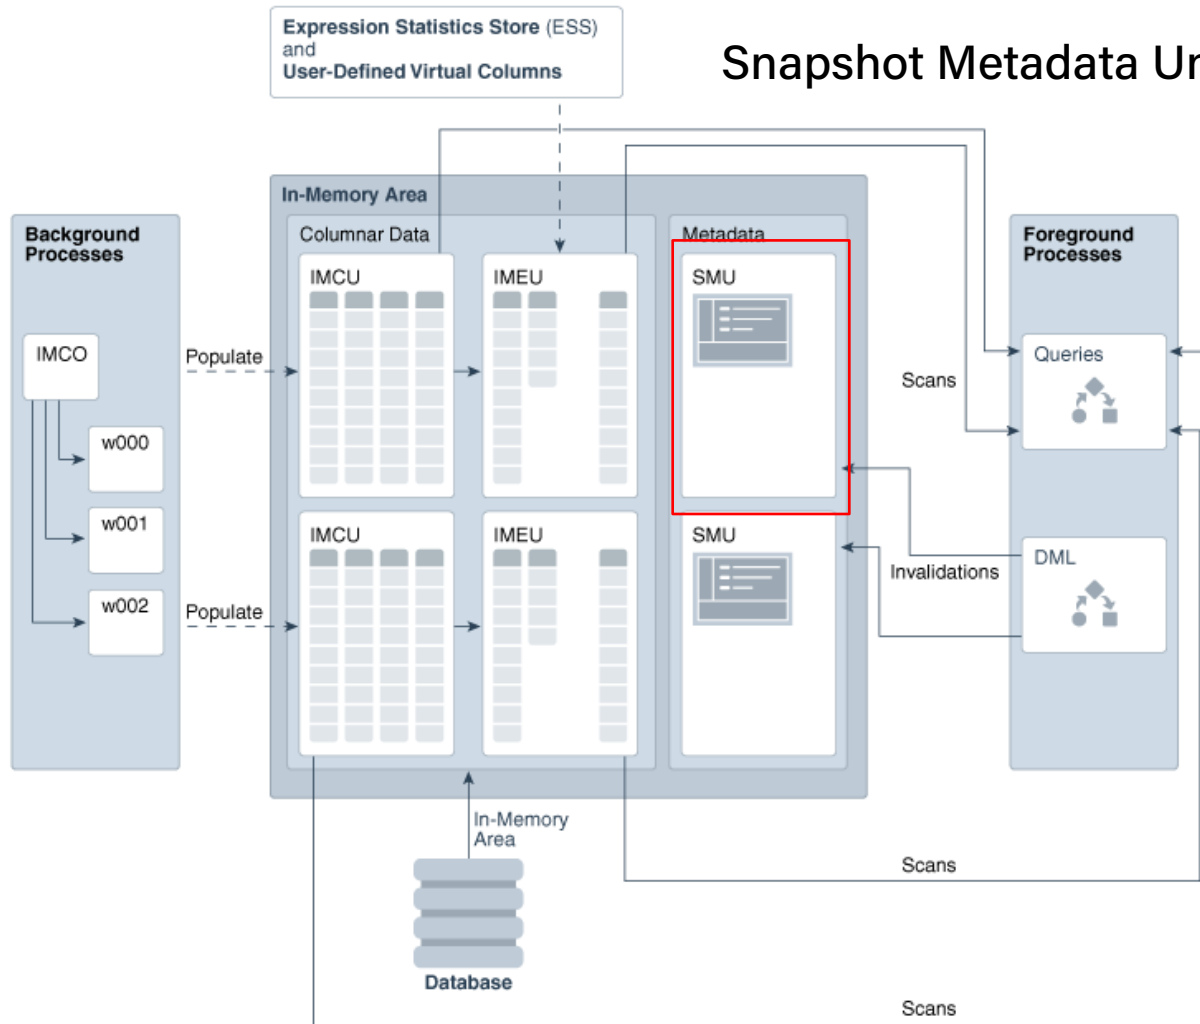 Expression Statistics Store (ESS)
and
User-Defined Virtual Columns
Snapshot Metadata Un
In-Memory Area
Background
Processes
Columnar Data
Metadata
Foreground
Processes
IMCU
IMEU
SMU
IMCO
Populate
Queries
Scans
w000
w001
IMCU
IMEU
SMU
DML
Invalidations
w002
Populate
In-Memory
Area
Scans
Database
Scans